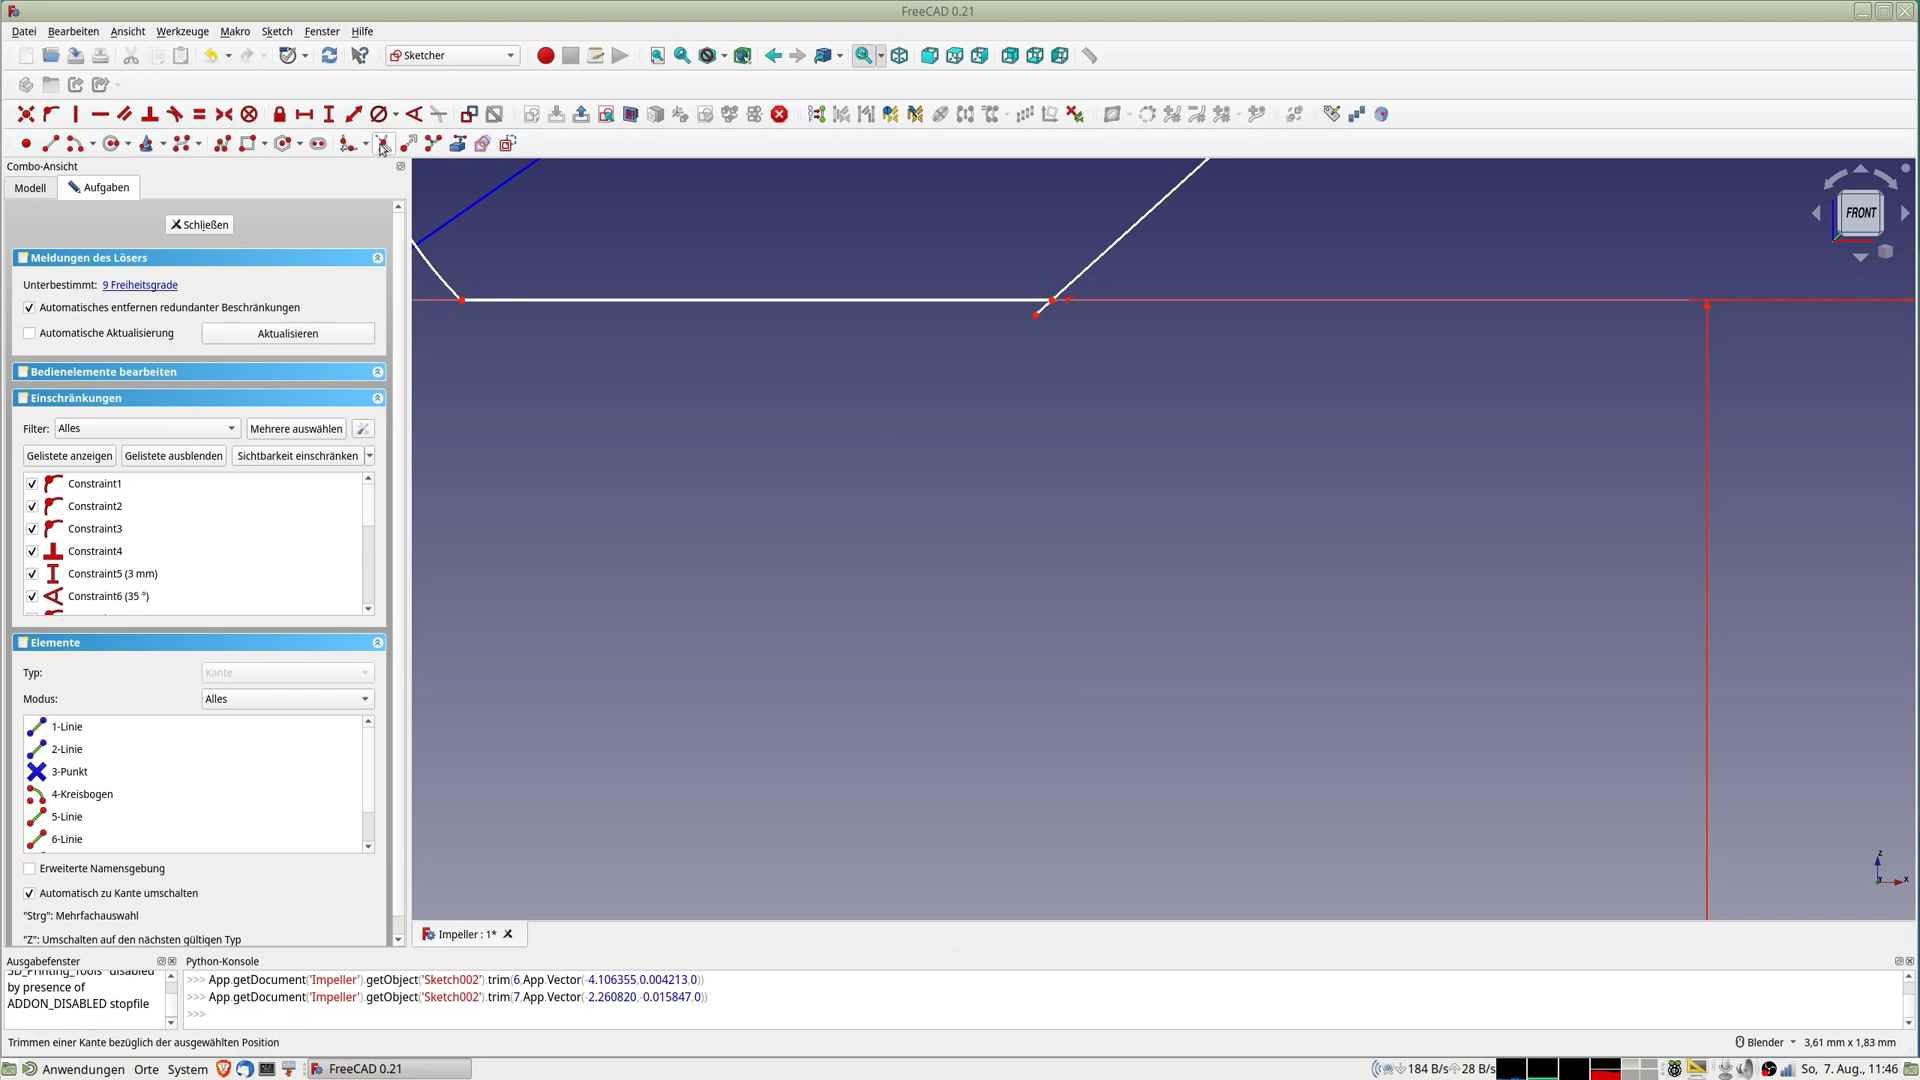 FreeCAD 0.21
Datei Bearbeiten Ansicht Werkzeuge Makro Sketch Fenster Hilfe
Sketcher
Combo-Ansicht
Modell Aufgaben
Schließen
Meldungen des Lösers
Unterbestimmt: 9 Freiheitsgrade
Automatisches entfernen redundanter Beschränkungen
Automatische Aktualisierung Aktualisieren
Bedienelemente bearbeiten
Einschränkungen
Filter: Alles Mehrere auswählen
Gelistete anzeigen Gelistete ausblenden Sichtbarkeit einschränken
Constraint1
Constraint2
Constraint3
Constraint4
Constraint5 (3 mm)
Constraint6 (35 °)
Elemente
Typ: Kante
Modus: Alles
1-Linie
2-Linie
3-Punkt
4-Kreisbogen
5-Linie
6-Linie
Erweiterte Namensgebung
Automatisch zu Kante umschalten
"Strg": Mehrfachauswahl
"Z": Umschalten auf den nächsten gültigen Typ
FRONT
z
x
Impeller : 1*
Ausgabefenster
3D_Printing_Tools' disabled
by presence of
ADDON_DISABLED stopfile
Python-Konsole
>>> App.getDocument('Impeller').getObject('Sketch002').trim(6,App.Vector(-4.106355,0.004213,0))
>>> App.getDocument('Impeller').getObject('Sketch002').trim(7,App.Vector(-2.260820,-0.015847,0))
>>>
Trimmen einer Kante bezüglich der ausgewählten Position
Blender 3,61 mm x 1,83 mm
Anwendungen Orte System FreeCAD 0.21 184 B/s 28 B/s So, 7. Aug., 11:46